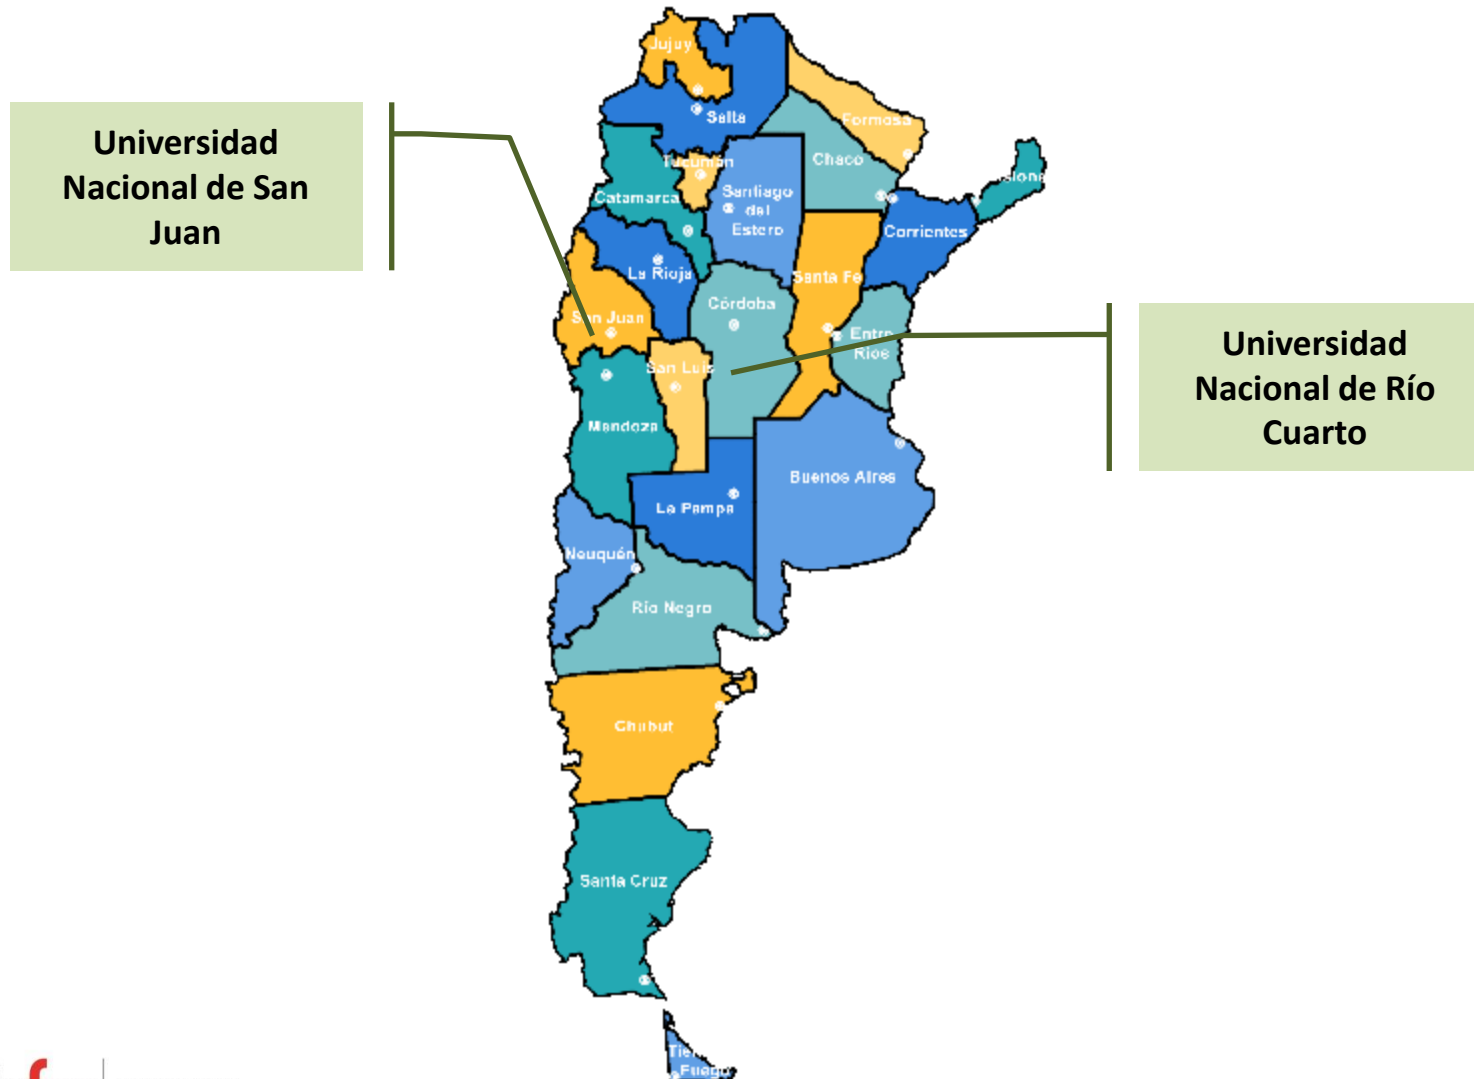 Jujuy
Salta
Formosa
Universidad
Nacional de San
Juan
Tucumán
Chaco
Catamarca
Santiago
del
Estero
Corrientes
La Rioja
Santa Fe
Córdoba
San Juan
Entre
Ríos
Universidad
Nacional de Río
Cuarto
San Luis
Mendoza
Buenos Aires
La Pampa
Neuquén
Río Negro
Chubut
Santa Cruz
Fuego